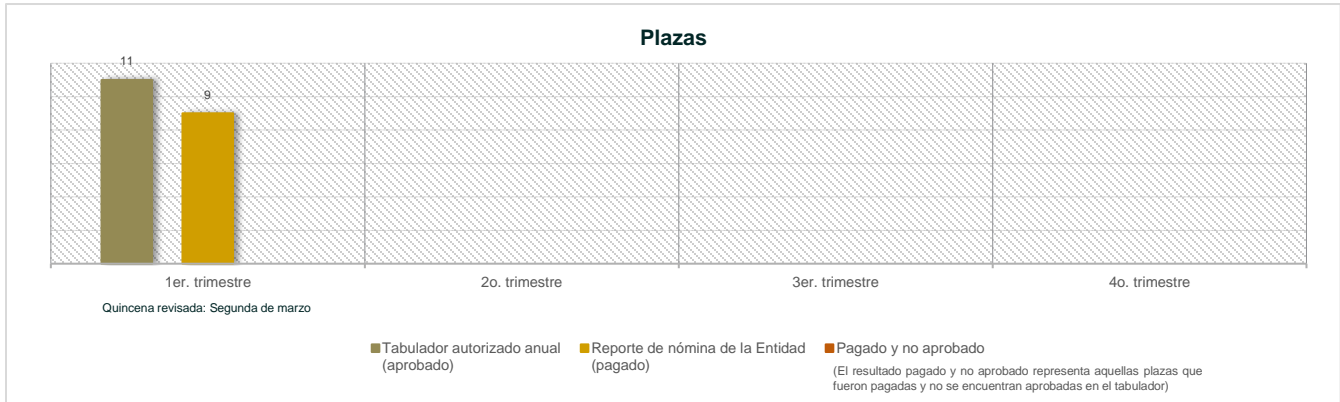 Plazas
11
9
1er. trimestre
2o. trimestre
3er. trimestre
4o. trimestre
Quincena revisada: Segunda de marzo
Tabulador autorizado anual
(aprobado)
Reporte de nómina de la Entidad
(pagado)
Pagado y no aprobado
(El resultado pagado y no aprobado representa aquellas plazas que
fueron pagadas y no se encuentran aprobadas en el tabulador)